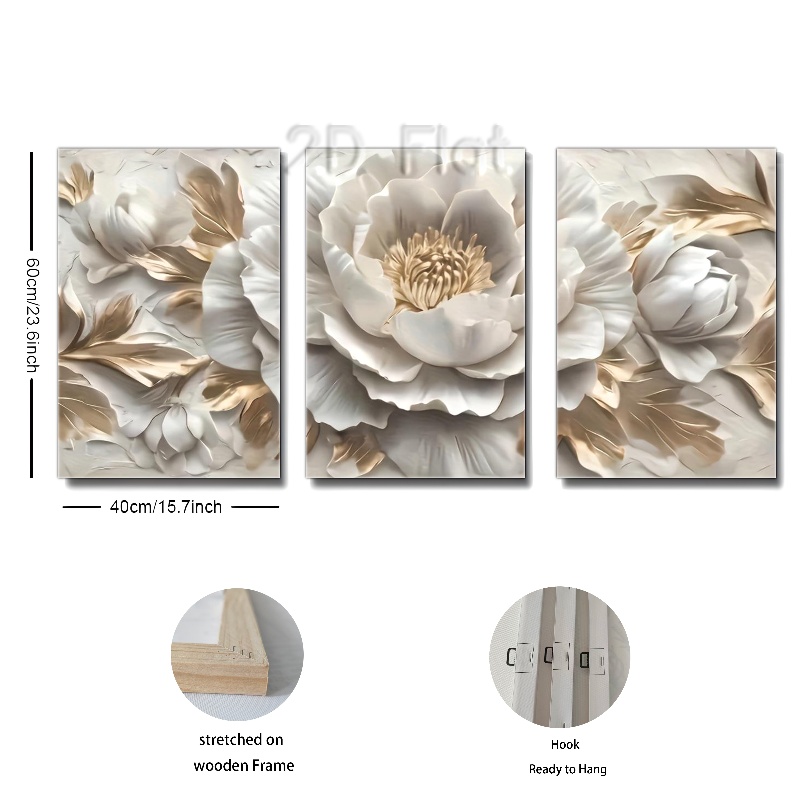 2D Flat
60cm/23.6inch
40cm/15.7inch
stretched on
wooden Frame
Hook
Ready to Hang